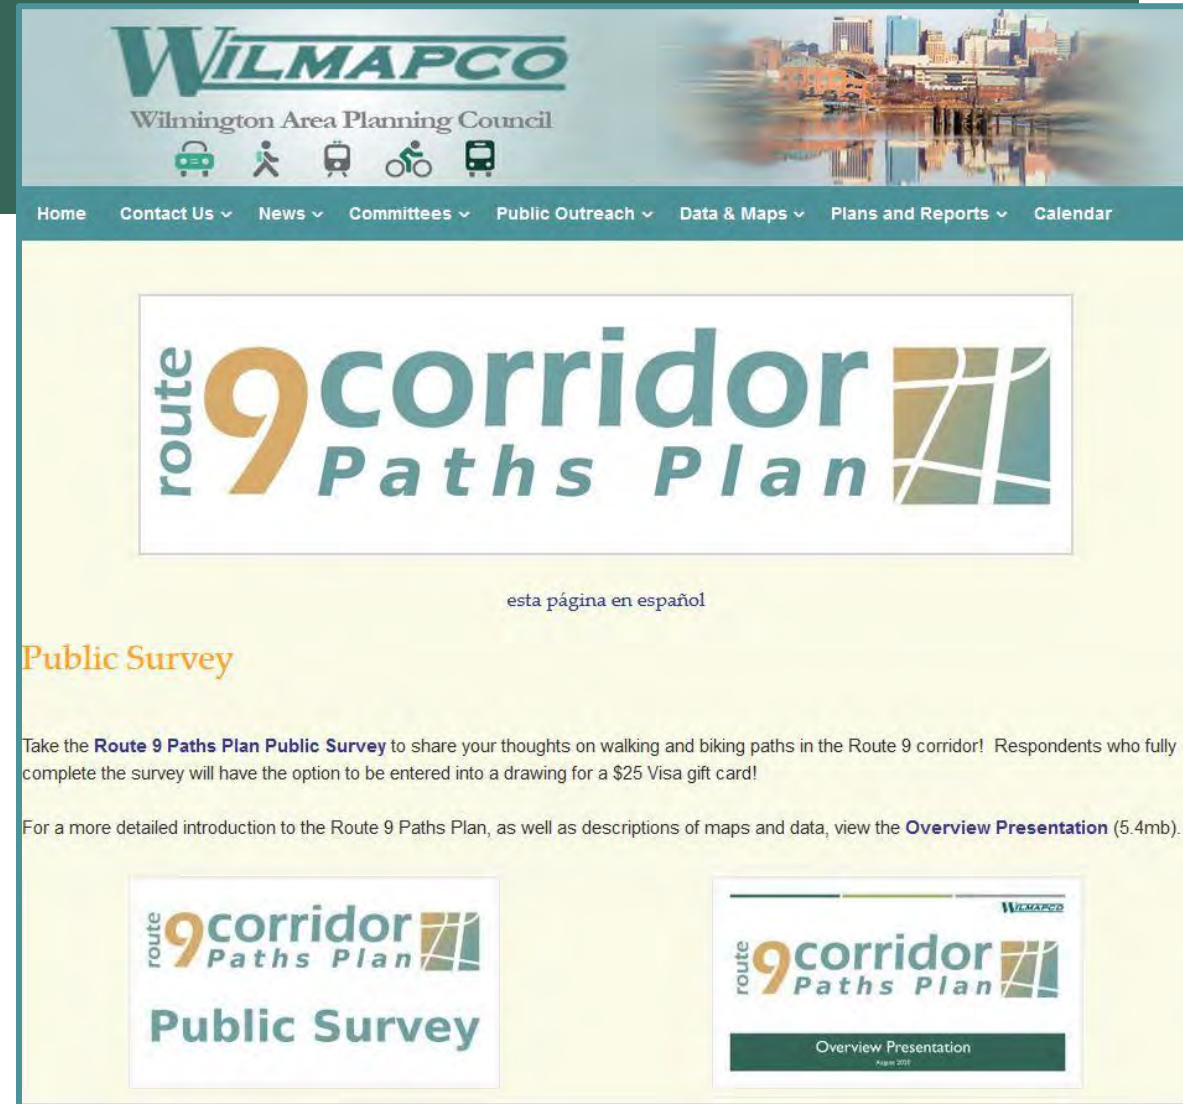 WILMAPCO
Wilmington Area Planning Council
Home Contact Us News Committees Public Outreach Data & Maps Plans and Reports Calendar
route 9 corridor
Paths Plan
esta página en español
Public Survey
Take the Route 9 Paths Plan Public Survey to share your thoughts on walking and biking paths in the Route 9 corridor! Respondents who fully
complete the survey will have the option to be entered into a drawing for a $25 Visa gift card!
For a more detailed introduction to the Route 9 Paths Plan, as well as descriptions of maps and data, view the Overview Presentation (5.4mb).
route 9 corridor
Paths Plan
Public Survey
WILMAPCO
route 9 corridor
Paths Plan
Overview Presentation